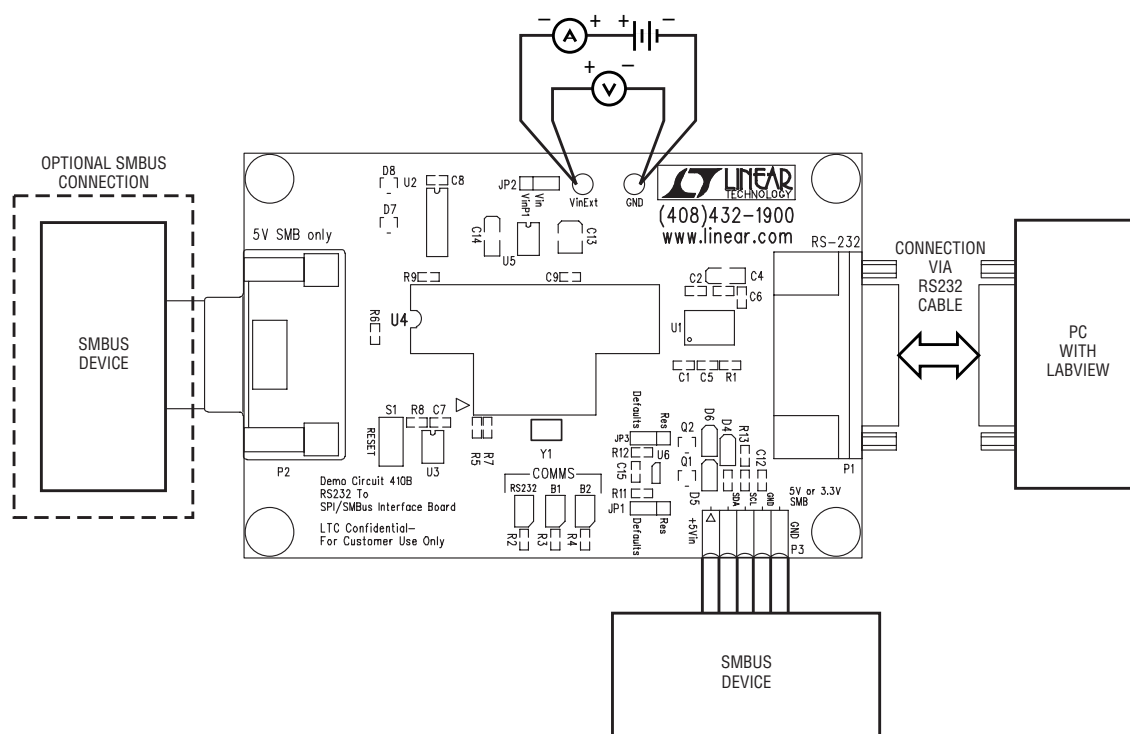 − A + + −
+ V −
OPTIONAL SMBUS
CONNECTION
SMBUS
DEVICE
D8
U2
C8
D7
JP2
Vin
VinP1
VinExt
GND
C14
U5
C13
LINEAR
TECHNOLOGY
(408)432-1900
www.linear.com
5V SMB only
RS-232
CONNECTION
VIA
RS232
CABLE
PC
WITH
LABVIEW
R9
C9
C2
C4
C6
R6
U4
U1
C1
C5
R1
S1
RESET
R8
C7
U3
R5
R7
Y1
P2
Demo Circuit 410B
RS232 To
SPI/SMBus Interface Board
LTC Confidential-
For Customer Use Only
COMMS
RS232
B1
B2
R2
R3
R4
Defaults
Res
JP3
R12
C15
U6
R11
JP1
Defaults
Res
Q2
Q1
D6
D4
R13
C12
D5
P1
5V or 3.3V
SMB
+5Vin
SDA
SCL
GND
GND
P3
SMBUS
DEVICE